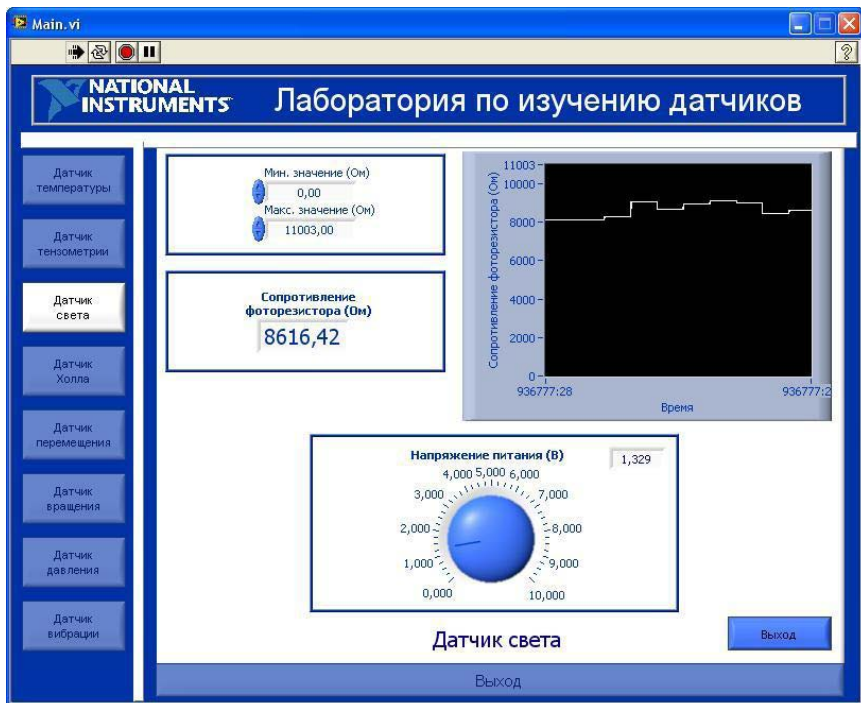 Main.vi
NATIONAL
INSTRUMENTS
Лаборатория по изучению датчиков
Датчик
температуры
Датчик
тензометрии
Датчик
света
Датчик
Холла
Датчик
перемещения
Датчик
вращения
Датчик
давления
Датчик
вибрации
Мин. значение (Ом)
0,00
Макс. значение (Ом)
11003,00
Сопротивление
фоторезистора (Ом)
8616,42
Сопротивление фоторезистора (Ом)
11003
10000
8000
6000
4000
2000
0
936777:28
936777:2
Время
Напряжение питания (В)
1,329
0,000
1,000
2,000
3,000
4,000
5,000
6,000
7,000
8,000
9,000
10,000
Датчик света
Выход
Выход